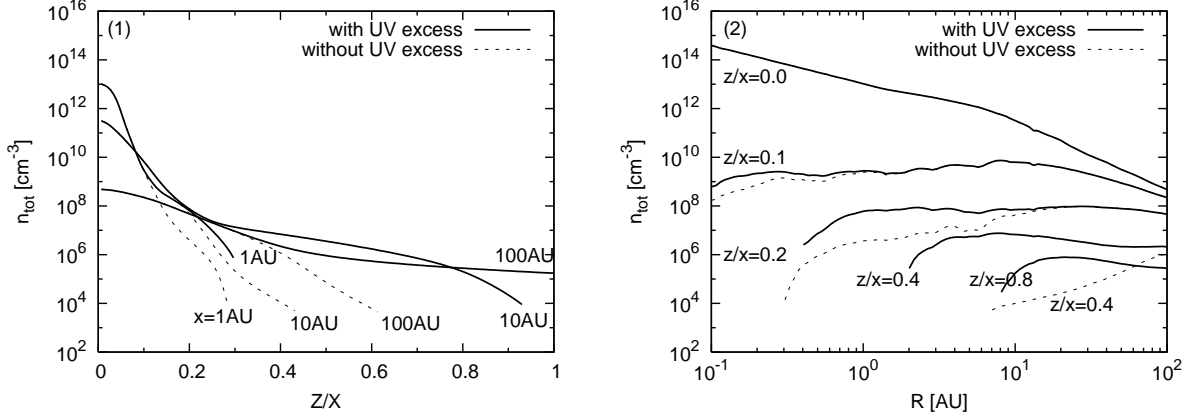 (1)
with UV excess
without UV excess
n_tot [cm^-3]
10^16
10^14
10^12
10^10
10^8
10^6
10^4
10^2
1AU
100AU
x=1AU
10AU
100AU
10AU
0 0.2 0.4 0.6 0.8 1
Z/X
(2)
with UV excess
without UV excess
n_tot [cm^-3]
10^16
10^14
10^12
10^10
10^8
10^6
10^4
10^2
z/x=0.0
z/x=0.1
z/x=0.2
z/x=0.4
z/x=0.8
z/x=0.4
10^-1 10^0 10^1 10^2
R [AU]